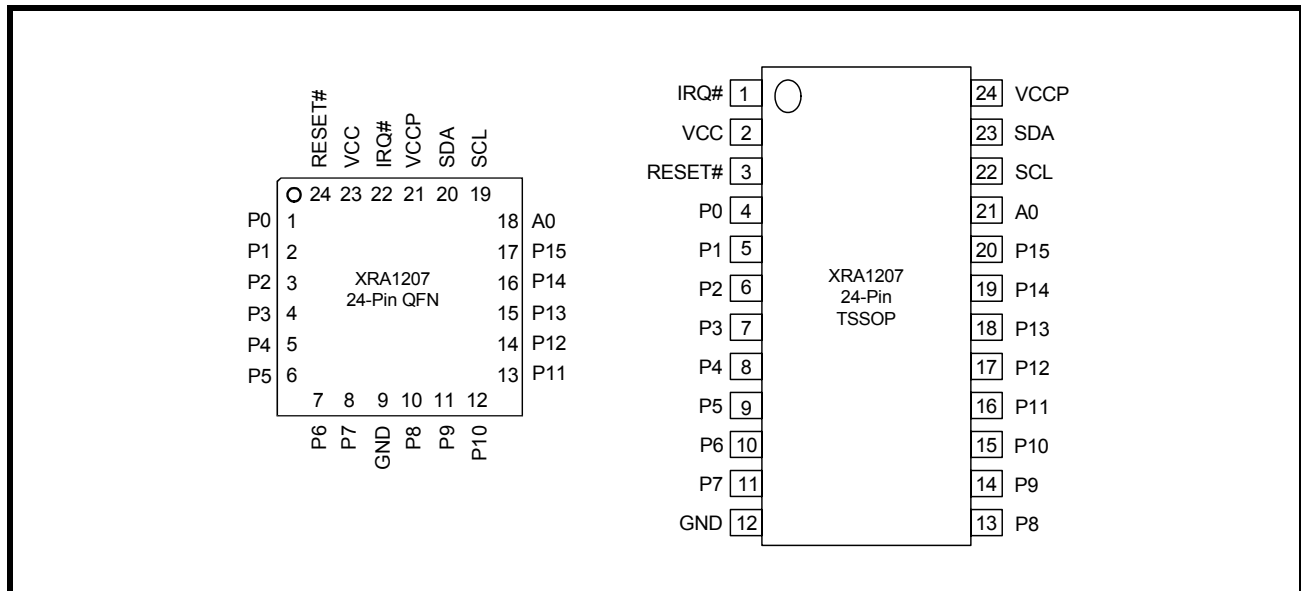 RESET#
VCC
IRQ#
VCCP
SDA
SCL
24 23 22 21 20 19
P0 1
P1 2
P2 3
P3 4
P4 5
P5 6
XRA1207
24-Pin QFN
18 A0
17 P15
16 P14
15 P13
14 P12
13 P11
7 8 9 10 11 12
P6
P7
GND
P8
P9
P10
IRQ# 1
VCC 2
RESET# 3
P0 4
P1 5
P2 6
P3 7
P4 8
P5 9
P6 10
P7 11
GND 12
XRA1207
24-Pin
TSSOP
24 VCCP
23 SDA
22 SCL
21 A0
20 P15
19 P14
18 P13
17 P12
16 P11
15 P10
14 P9
13 P8